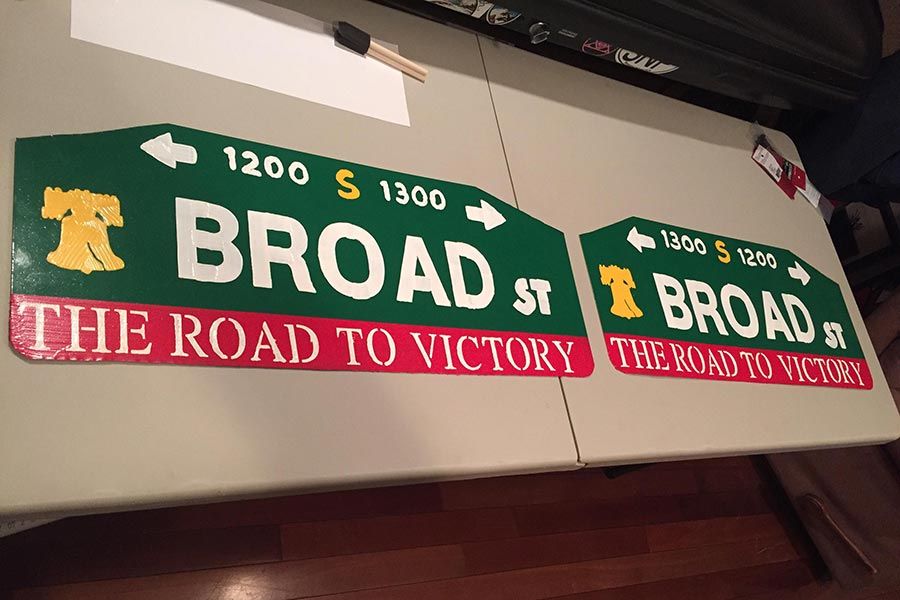 1200 S 1300
BROAD ST
THE ROAD TO VICTORY
1300 S 1200
BROAD ST
THE ROAD TO VICTORY